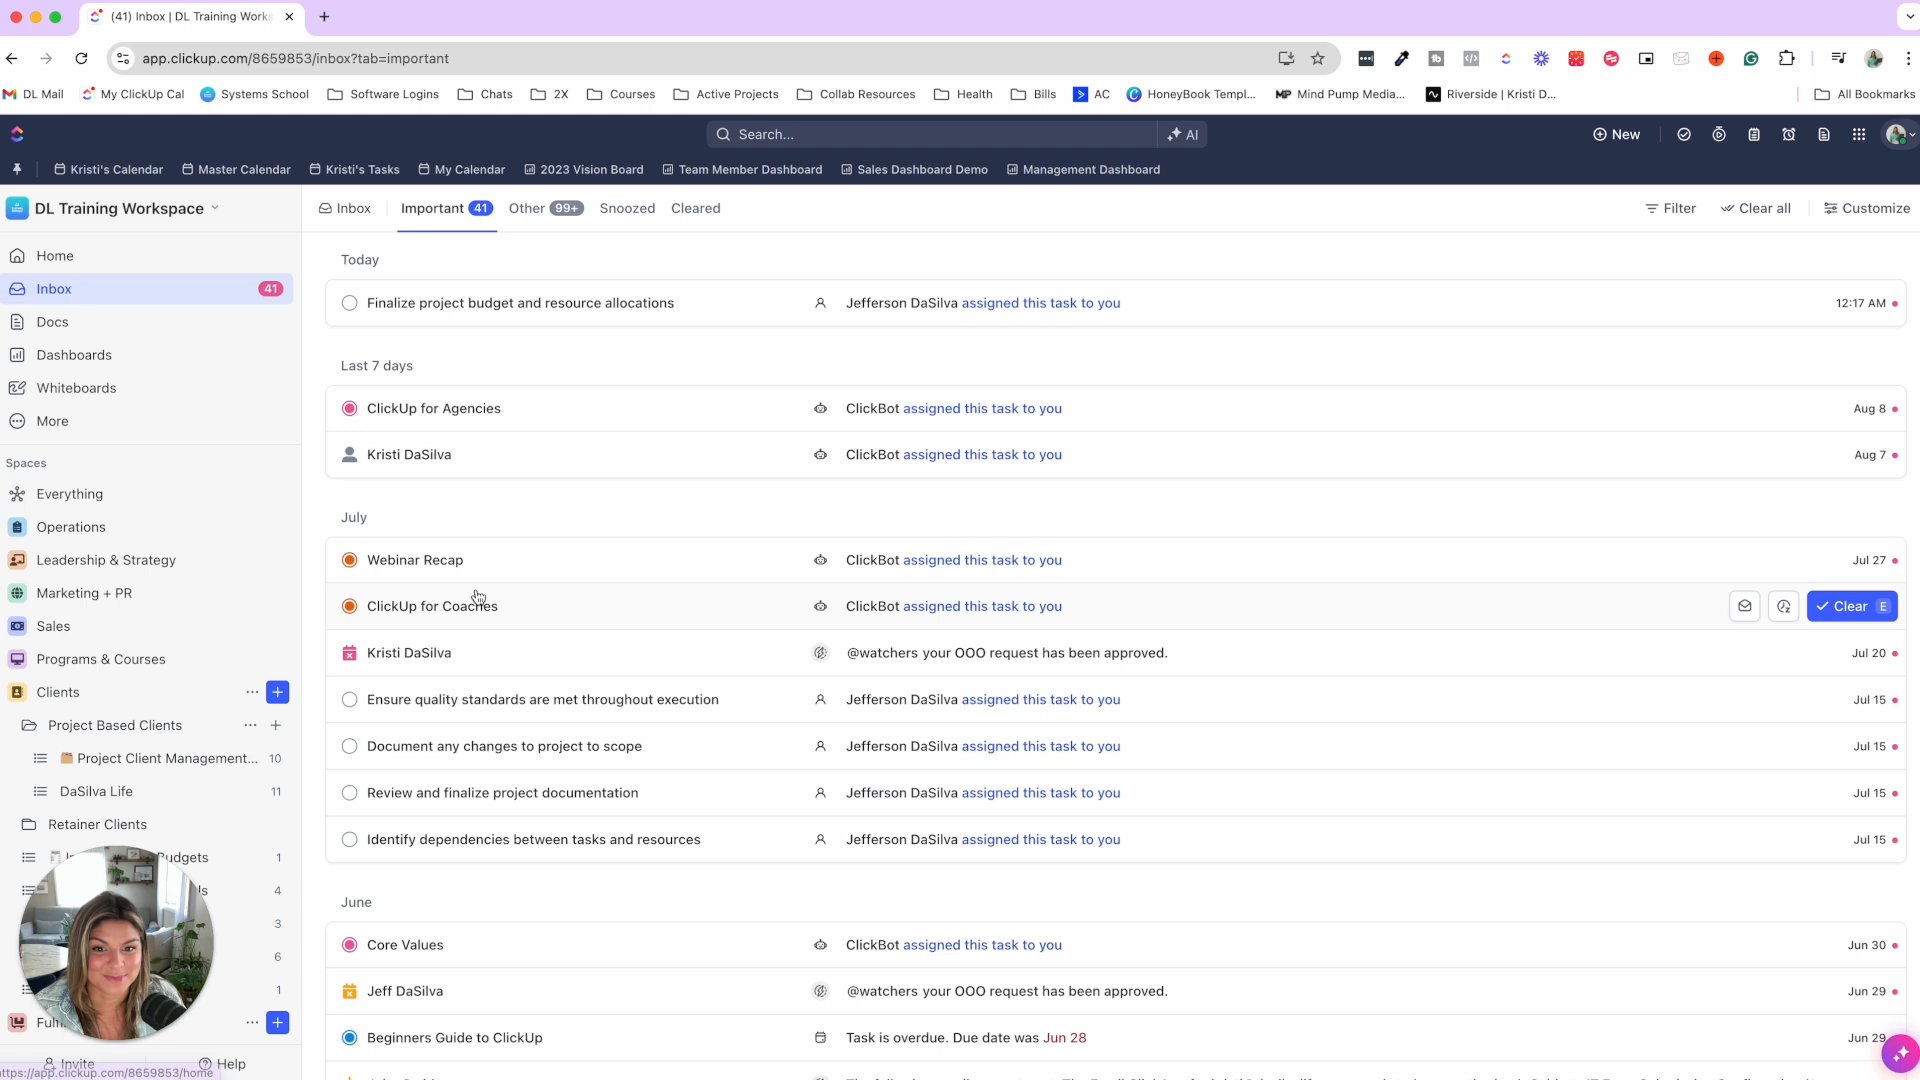 (41) Inbox | DL Training Works
app.clickup.com/8659853/inbox?tab=important
DL Mail My ClickUp Cal Systems School Software Logins Chats 2X Courses Active Projects Collab Resources Health Bills AC HoneyBook Templ... MP Mind Pump Media... Riverside | Kristi D... All Bookmarks
Search... AI New
Kristi's Calendar Master Calendar Kristi's Tasks My Calendar 2023 Vision Board Team Member Dashboard Sales Dashboard Demo Management Dashboard
DL Training Workspace
Inbox Important 41 Other 99+ Snoozed Cleared Filter Clear all Customize
Home
Inbox 41
Docs
Dashboards
Whiteboards
More
Spaces
Everything
Operations
Leadership & Strategy
Marketing + PR
Sales
Programs & Courses
Clients
Project Based Clients
Project Client Management... 10
DaSilva Life 11
Retainer Clients
udgets 1
4
3
6
1
Invite Help
https://app.clickup.com/8659853/home
Today
Finalize project budget and resource allocations Jefferson DaSilva assigned this task to you 12:17 AM
Last 7 days
ClickUp for Agencies ClickBot assigned this task to you Aug 8
Kristi DaSilva ClickBot assigned this task to you Aug 7
July
Webinar Recap ClickBot assigned this task to you Jul 27
ClickUp for Coaches ClickBot assigned this task to you Clear E
Kristi DaSilva @watchers your OOO request has been approved. Jul 20
Ensure quality standards are met throughout execution Jefferson DaSilva assigned this task to you Jul 15
Document any changes to project to scope Jefferson DaSilva assigned this task to you Jul 15
Review and finalize project documentation Jefferson DaSilva assigned this task to you Jul 15
Identify dependencies between tasks and resources Jefferson DaSilva assigned this task to you Jul 15
June
Core Values ClickBot assigned this task to you Jun 30
Jeff DaSilva @watchers your OOO request has been approved. Jun 29
Beginners Guide to ClickUp Task is overdue. Due date was Jun 28 Jun 29